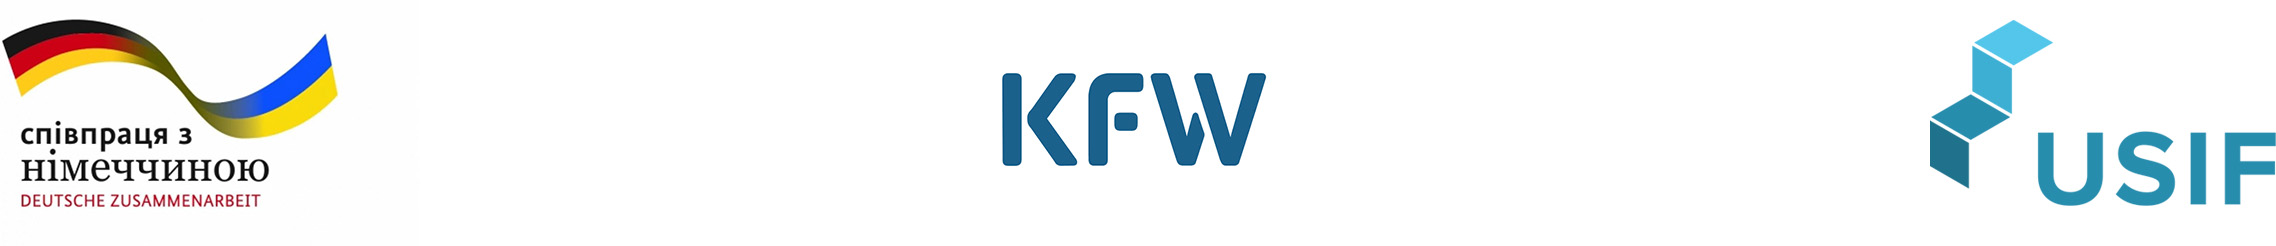 співпраця з
німеччиною
DEUTSCHE ZUSAMMENARBEIT
KFW
USIF